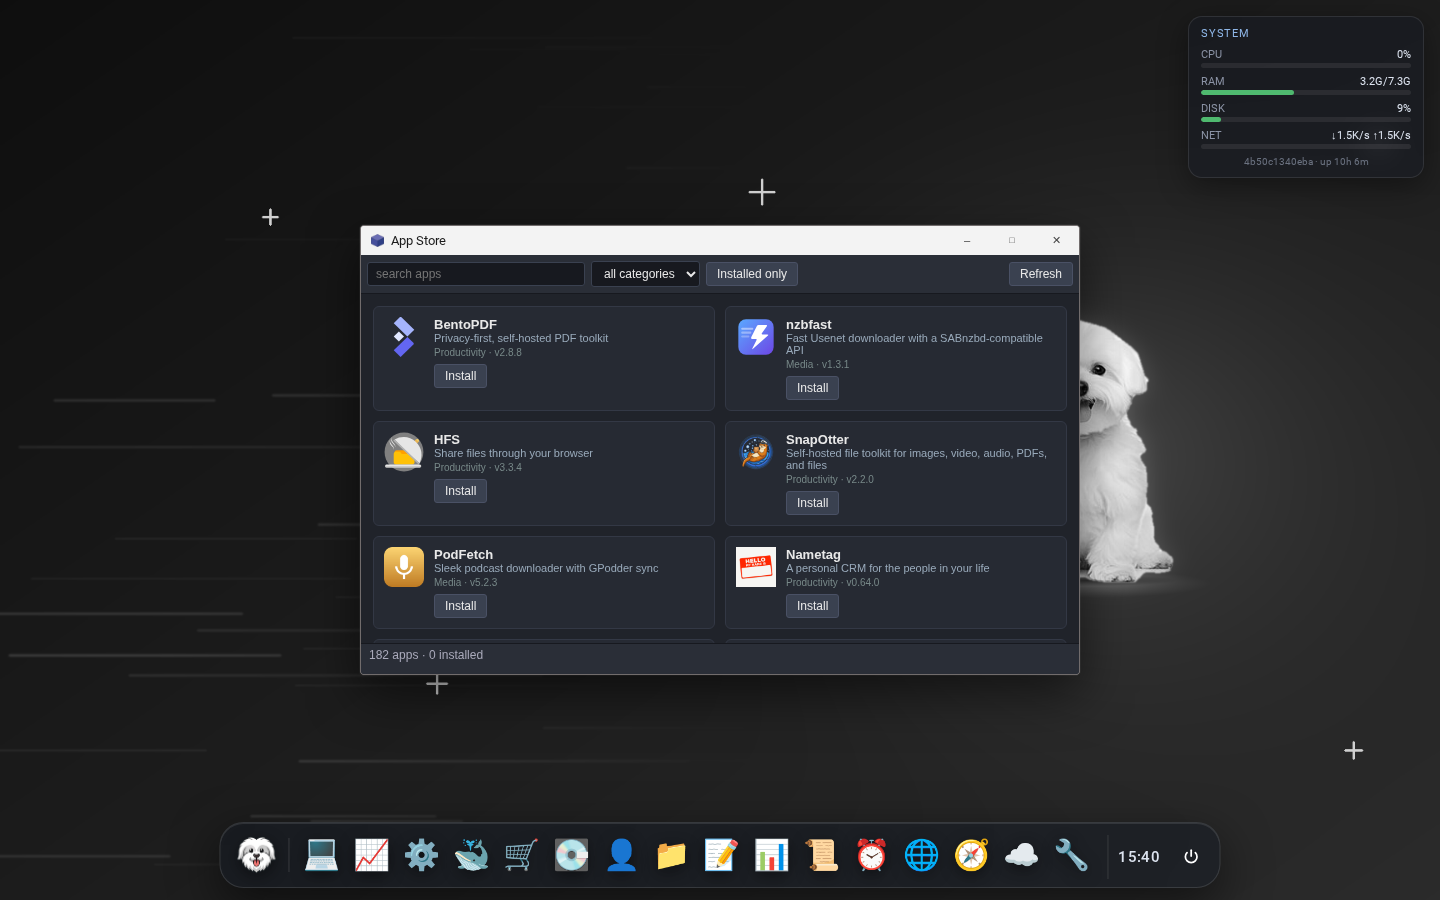 SYSTEM
CPU 0%
RAM 3.2G/7.3G
DISK 9%
NET ↓1.5K/s ↑1.5K/s
4b50c1340eba · up 10h 6m
App Store
search apps all categories Installed only Refresh
BentoPDF
Privacy-first, self-hosted PDF toolkit
Productivity · v2.8.8
Install
nzbfast
Fast Usenet downloader with a SABnzbd-compatible
API
Media · v1.3.1
Install
HFS
Share files through your browser
Productivity · v3.3.4
Install
SnapOtter
Self-hosted file toolkit for images, video, audio, PDFs,
and files
Productivity · v2.2.0
Install
PodFetch
Sleek podcast downloader with GPodder sync
Media · v5.2.3
Install
HELLO
Nametag
A personal CRM for the people in your life
Productivity · v0.64.0
Install
182 apps · 0 installed
15:40